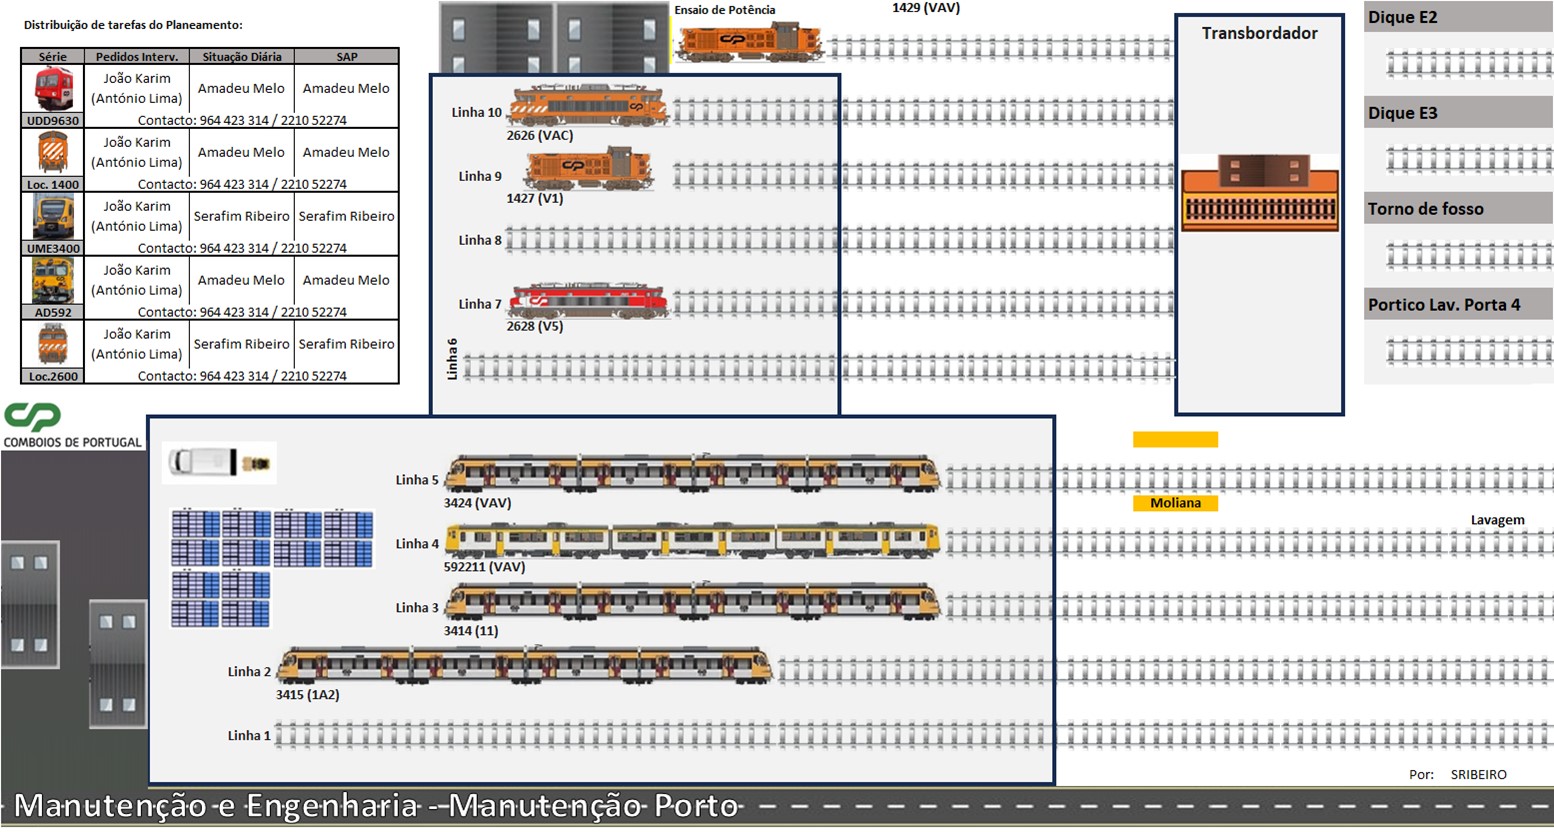 Distribuição de tarefas do Planeamento:
Série Pedidos Interv. Situação Diária SAP
UDD9630 João Karim (António Lima) Amadeu Melo Amadeu Melo
Contacto: 964 423 314 / 2210 52274
Loc. 1400 João Karim (António Lima) Amadeu Melo Amadeu Melo
Contacto: 964 423 314 / 2210 52274
UME3400 João Karim (António Lima) Serafim Ribeiro Serafim Ribeiro
Contacto: 964 423 314 / 2210 52274
AD592 João Karim (António Lima) Amadeu Melo Amadeu Melo
Contacto: 964 423 314 / 2210 52274
Loc.2600 João Karim (António Lima) Serafim Ribeiro Serafim Ribeiro
Contacto: 964 423 314 / 2210 52274
Ensaio de Potência
1429 (VAV)
Linha 10
2626 (VAC)
Linha 9
1427 (V1)
Linha 8
Linha 7
2628 (V5)
Linha 6
Transbordador
Dique E2
Dique E3
Torno de fosso
Portico Lav. Porta 4
CP
COMBOIOS DE PORTUGAL
Linha 5
3424 (VAV)
Moliana
Lavagem
Linha 4
592211 (VAV)
Linha 3
3414 (11)
Linha 2
3415 (1A2)
Linha 1
Por: SRIBEIRO
Manutenção e Engenharia - Manutenção Porto